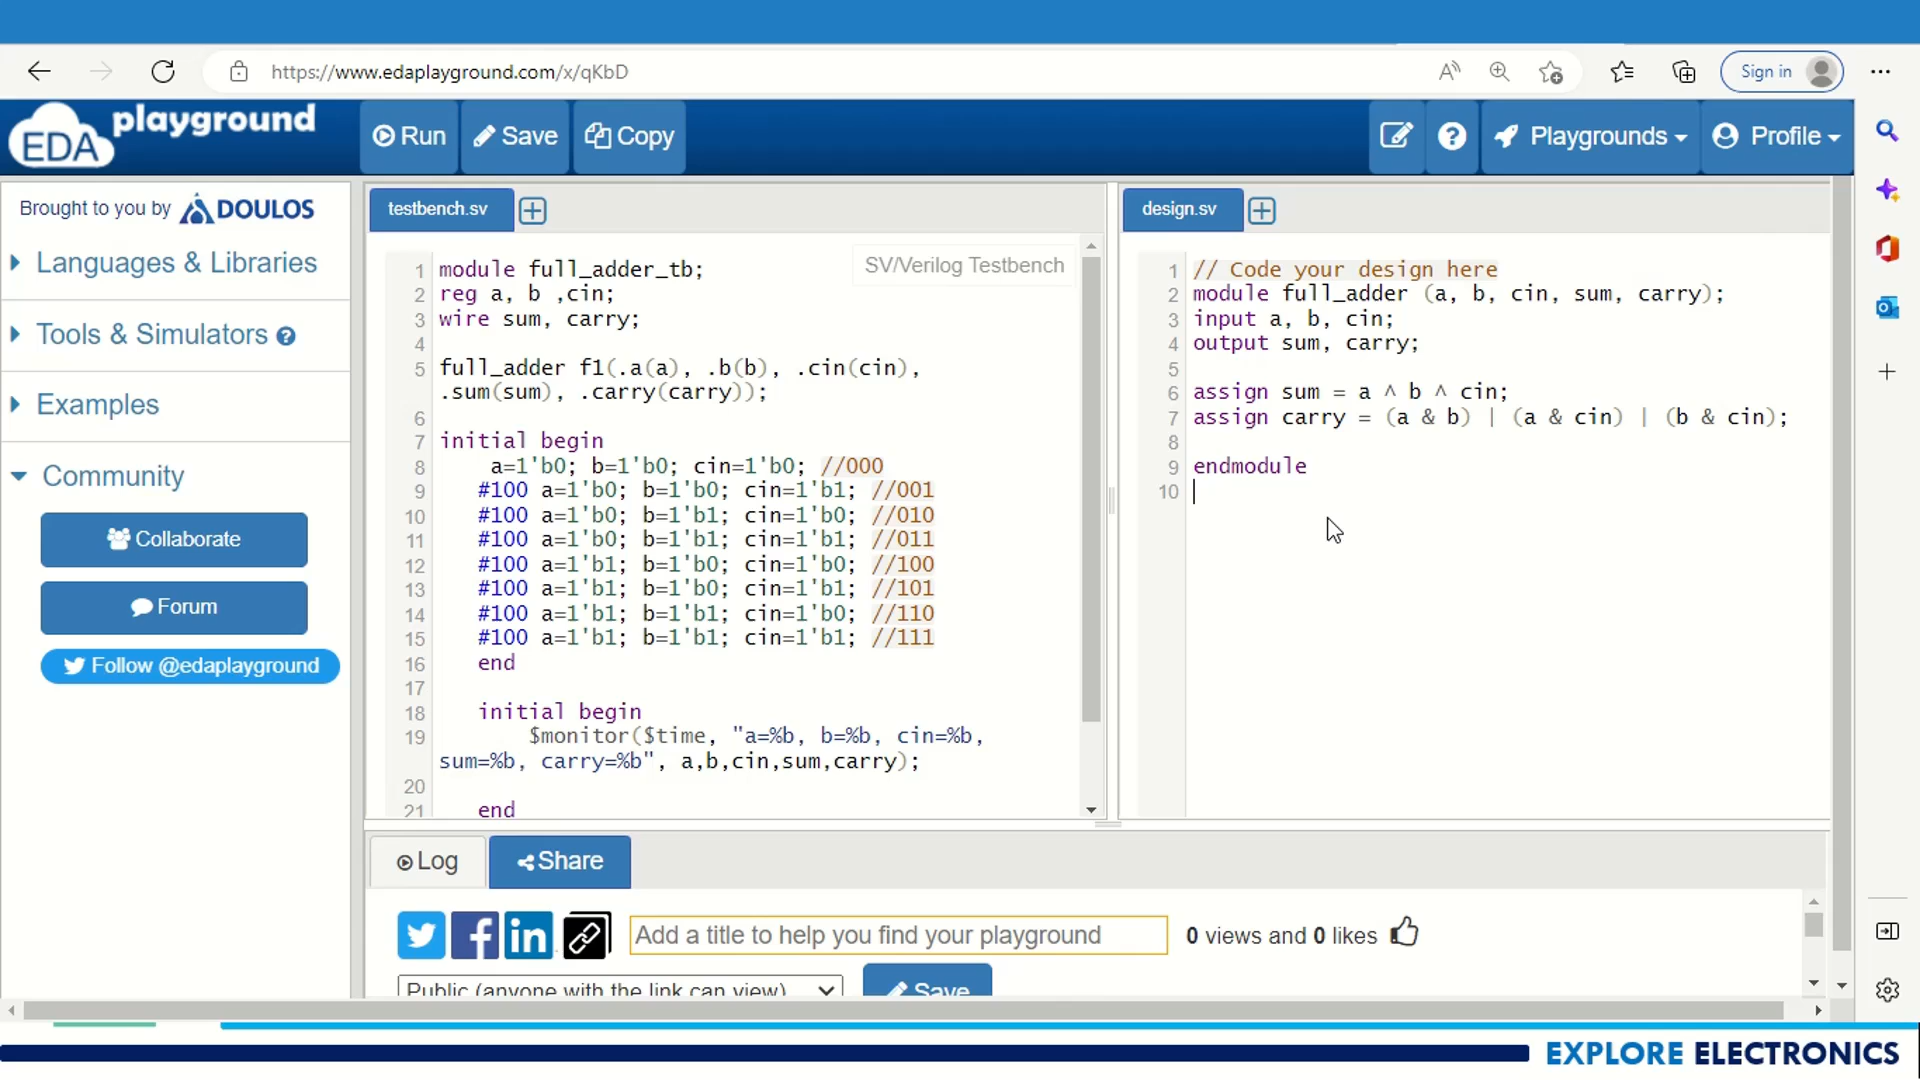 https://www.edaplayground.com/x/qKbD
Sign in
EDA playground
Run
Save
Copy
Playgrounds
Profile
Brought to you by DOULOS
Languages & Libraries
Tools & Simulators
Examples
Community
Collaborate
Forum
Follow @edaplayground
testbench.sv
SV/Verilog Testbench
1 module full_adder_tb;
2 reg a, b ,cin;
3 wire sum, carry;
4
5 full_adder f1(.a(a), .b(b), .cin(cin),
.sum(sum), .carry(carry));
6
7 initial begin
8 a=1'b0; b=1'b0; cin=1'b0; //000
9 #100 a=1'b0; b=1'b0; cin=1'b1; //001
10 #100 a=1'b0; b=1'b1; cin=1'b0; //010
11 #100 a=1'b0; b=1'b1; cin=1'b1; //011
12 #100 a=1'b1; b=1'b0; cin=1'b0; //100
13 #100 a=1'b1; b=1'b0; cin=1'b1; //101
14 #100 a=1'b1; b=1'b1; cin=1'b0; //110
15 #100 a=1'b1; b=1'b1; cin=1'b1; //111
16 end
17
18 initial begin
19 $monitor($time, "a=%b, b=%b, cin=%b,
sum=%b, carry=%b", a,b,cin,sum,carry);
20
21 end
design.sv
1 // Code your design here
2 module full_adder (a, b, cin, sum, carry);
3 input a, b, cin;
4 output sum, carry;
5
6 assign sum = a ^ b ^ cin;
7 assign carry = (a & b) | (a & cin) | (b & cin);
8
9 endmodule
10
Log
Share
Add a title to help you find your playground
0 views and 0 likes
Public (anyone with the link can view)
Save
EXPLORE ELECTRONICS